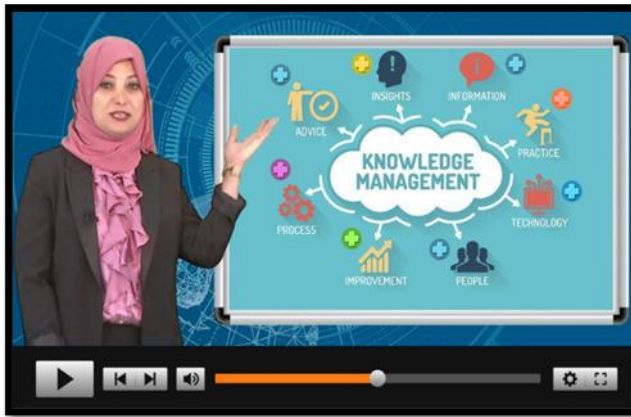 INSIGHTS
INFORMATION
ADVICE
PRACTICE
KNOWLEDGE
MANAGEMENT
PROCESS
TECHNOLOGY
IMPROVEMENT
PEOPLE